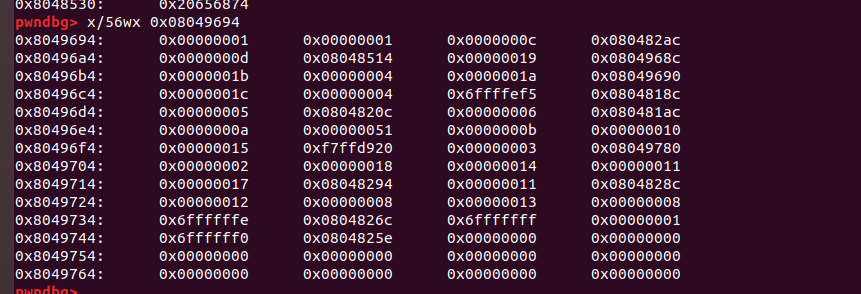 0x8048530:      0x20656874
pwndbg> x/56wx 0x08049694
0x8049694:      0x00000001      0x00000001      0x0000000c      0x080482ac
0x80496a4:      0x0000000d      0x08048514      0x00000019      0x0804968c
0x80496b4:      0x0000001b      0x00000004      0x0000001a      0x08049690
0x80496c4:      0x0000001c      0x00000004      0x6ffffef5      0x0804818c
0x80496d4:      0x00000005      0x0804820c      0x00000006      0x080481ac
0x80496e4:      0x0000000a      0x00000051      0x0000000b      0x00000010
0x80496f4:      0x00000015      0xf7ffd920      0x00000003      0x08049780
0x8049704:      0x00000002      0x00000018      0x00000014      0x00000011
0x8049714:      0x00000017      0x08048294      0x00000011      0x0804828c
0x8049724:      0x00000012      0x00000008      0x00000013      0x00000008
0x8049734:      0x6ffffffe      0x0804826c      0x6fffffff      0x00000001
0x8049744:      0x6ffffff0      0x0804825e      0x00000000      0x00000000
0x8049754:      0x00000000      0x00000000      0x00000000      0x00000000
0x8049764:      0x00000000      0x00000000      0x00000000      0x00000000
pwndbg>